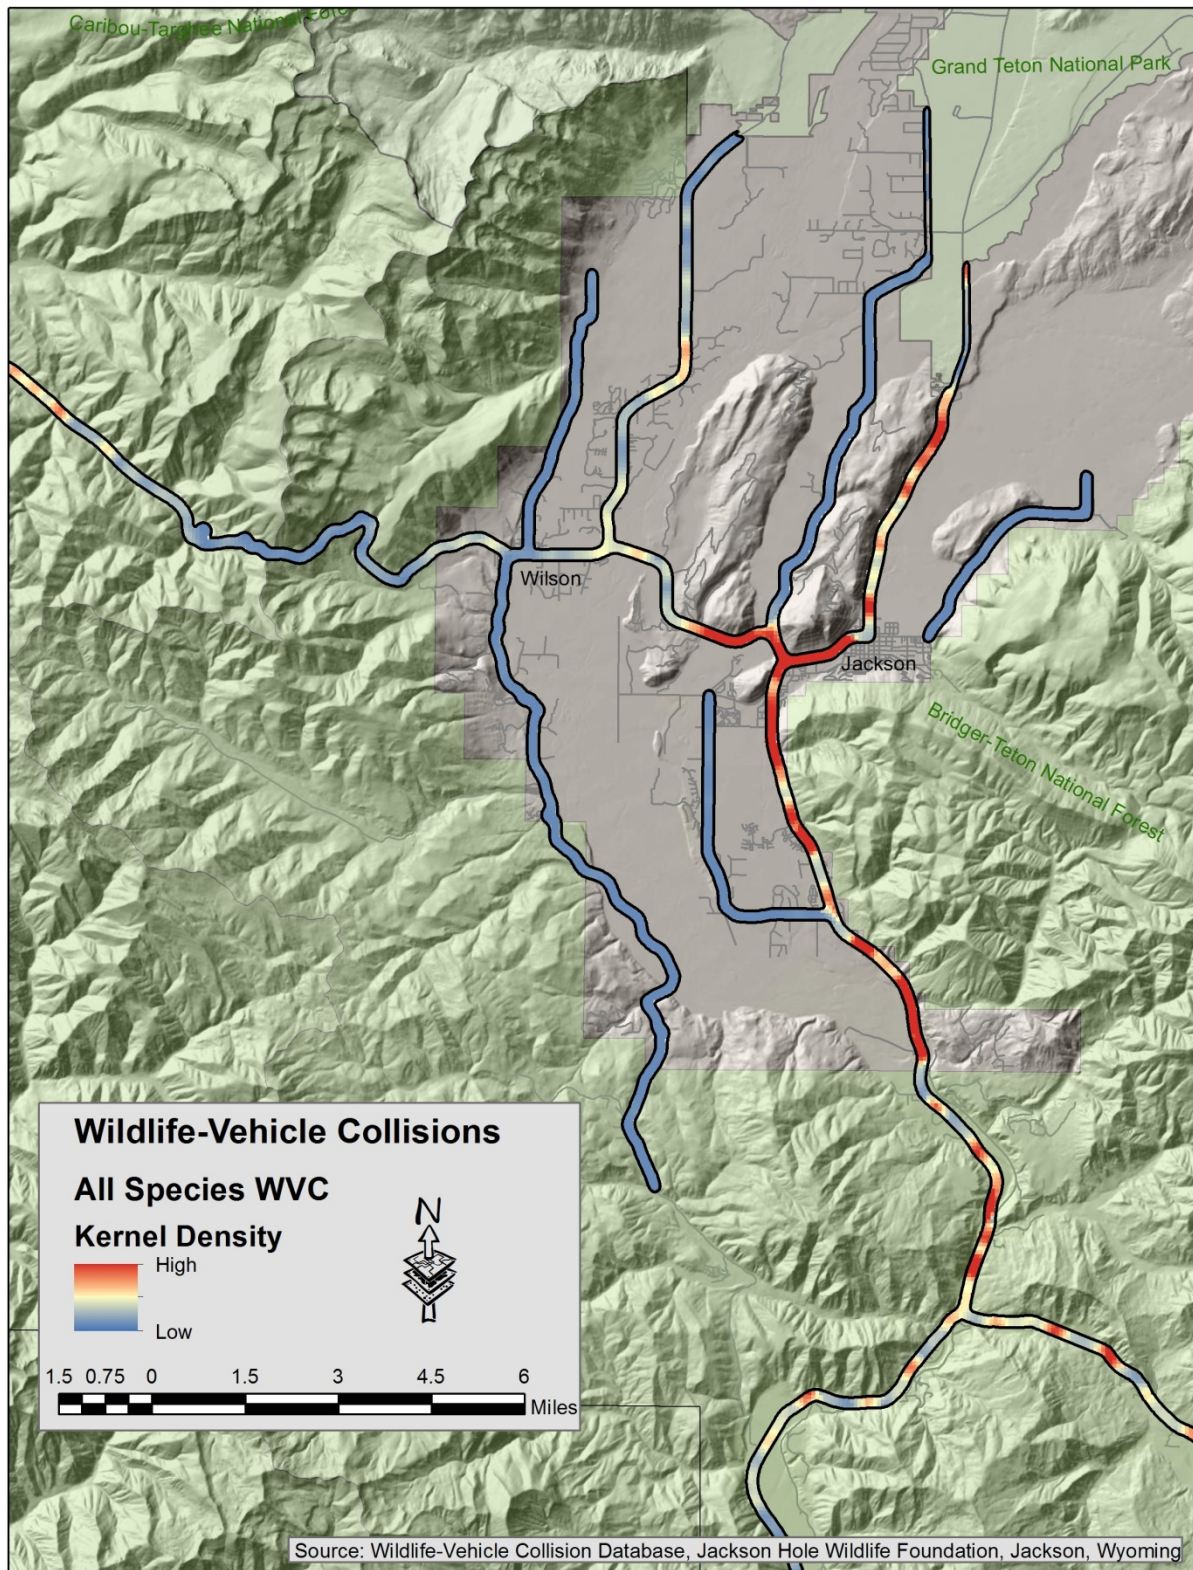 Caribou-Targhee National Forest
Grand Teton National Park
Wilson
Jackson
Bridger-Teton National Forest
Wildlife-Vehicle Collisions
All Species WVC
Kernel Density
High
Low
N
1.5 0.75 0 1.5 3 4.5 6
Miles
Source: Wildlife-Vehicle Collision Database, Jackson Hole Wildlife Foundation, Jackson, Wyoming